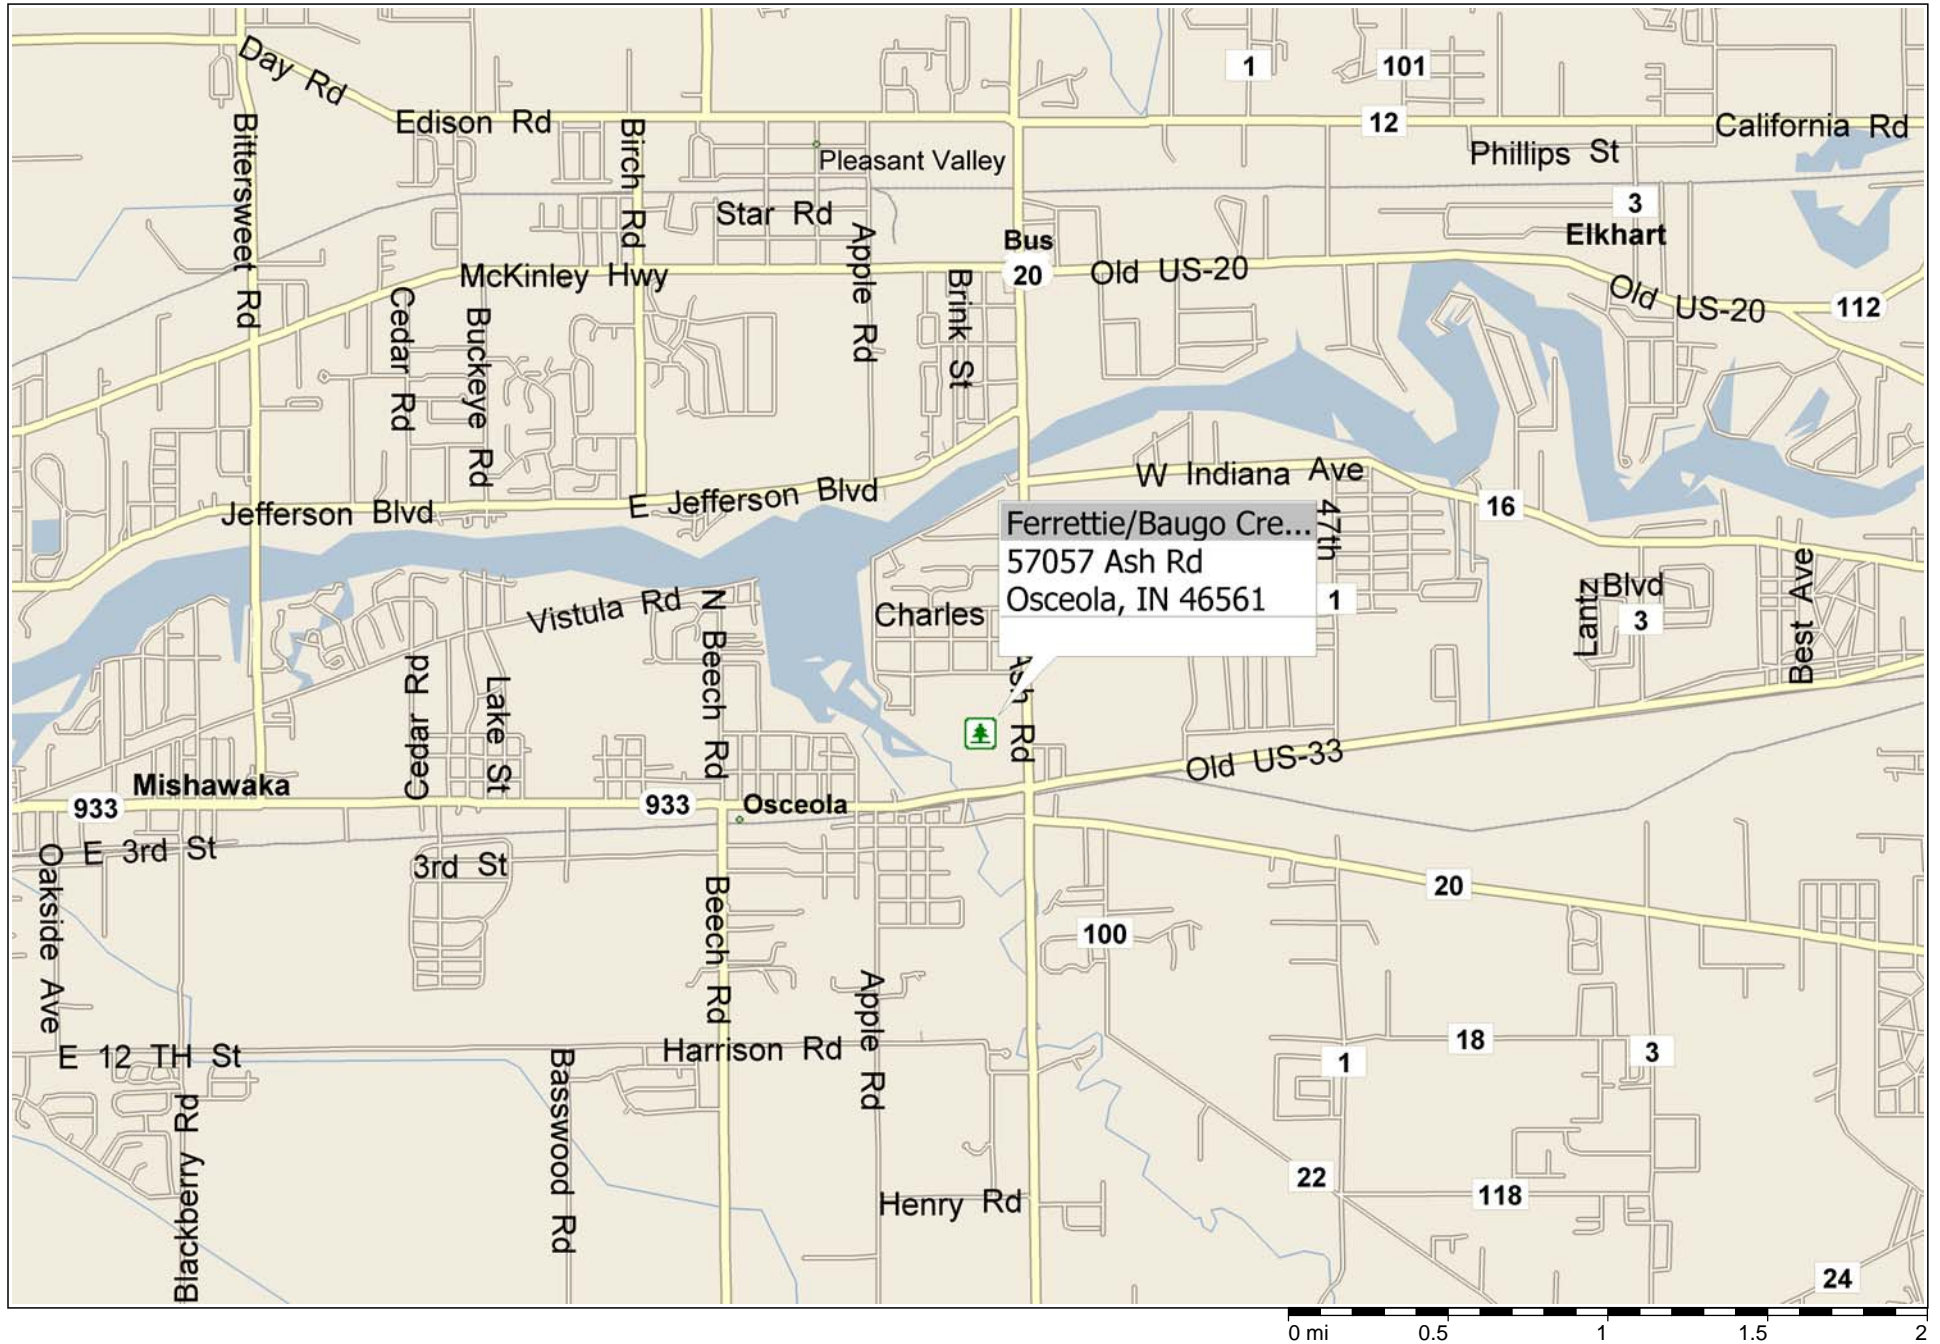 Day Rd
1
101
Edison Rd
12
California Rd
Bittersweet Rd
Birch Rd
Pleasant Valley
Phillips St
Star Rd
3
Elkhart
Apple Rd
Bus
20
McKinley Hwy
Old US-20
Old US-20
112
Cedar Rd
Buckeye Rd
Brink St
W Indiana Ave
16
47th
Jefferson Blvd
E Jefferson Blvd
Ferrettie/Baugo Cre...
57057 Ash Rd
Osceola, IN 46561
Vistula Rd
N Beech Rd
Charles
1
Lantz
Blvd
3
Best Ave
Cepar Rd
Lake St
Ash Rd
Old US-33
Mishawaka
933
933
Osceola
Oakside Ave
E 3rd St
3rd St
20
Beech Rd
100
Apple Rd
E 12 TH St
Harrison Rd
18
1
3
Basswood Rd
Blackberry Rd
22
118
Henry Rd
24
0 mi 0.5 1 1.5 2